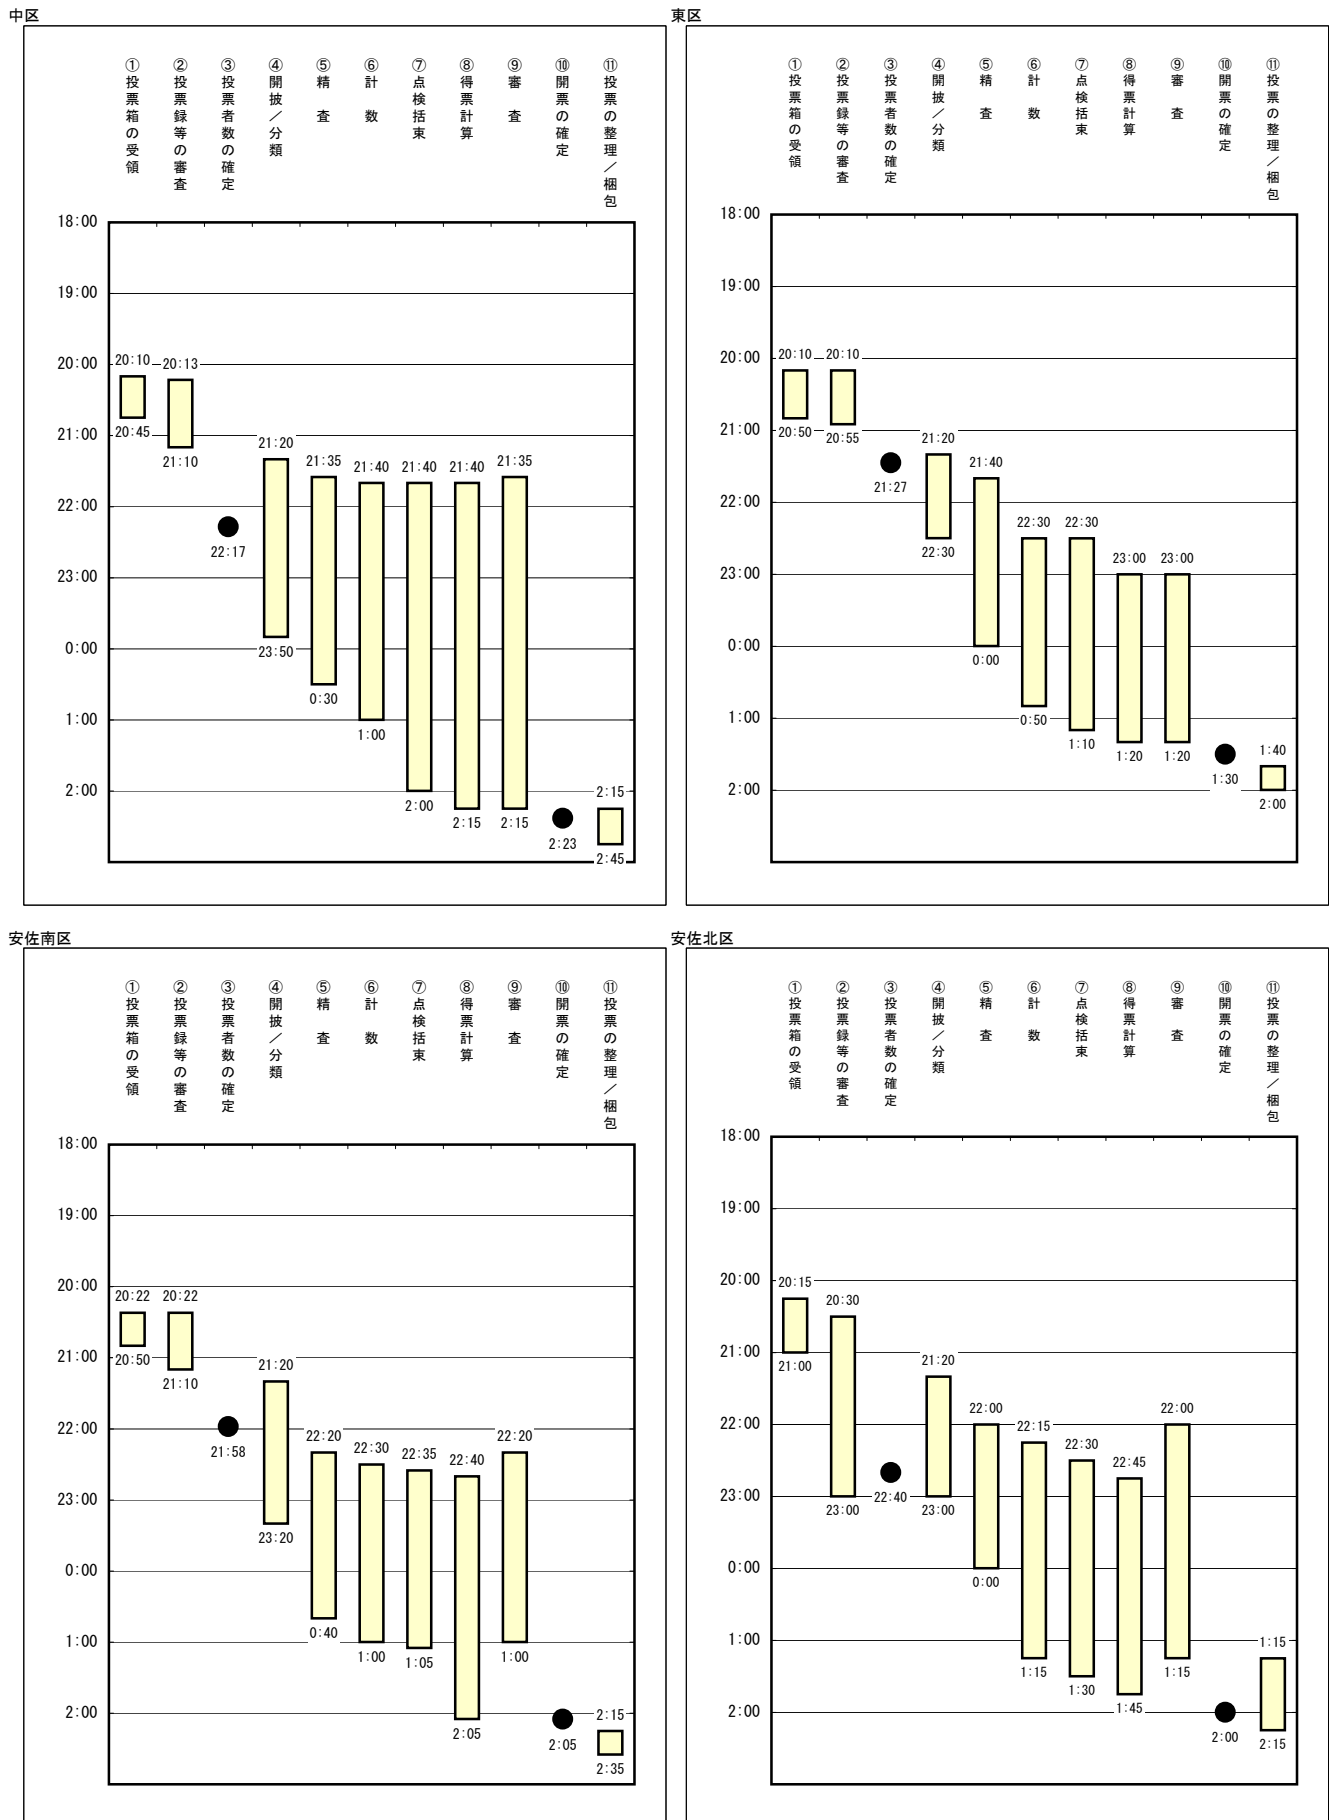 中区
①投票箱の受領
②投票録等の審査
③投票者数の確定
④開披／分類
⑤精　査
⑥計　数
⑦点検括束
⑧得票計算
⑨審　査
⑩開票の確定
⑪投票の整理／梱包
18:00
19:00
20:00
21:00
22:00
23:00
0:00
1:00
2:00
20:10
20:45
20:13
21:10
22:17
21:20
23:50
21:35
0:30
21:40
1:00
21:40
2:00
21:40
2:15
21:35
2:15
2:23
2:15
2:45
東区
①投票箱の受領
②投票録等の審査
③投票者数の確定
④開披／分類
⑤精　査
⑥計　数
⑦点検括束
⑧得票計算
⑨審　査
⑩開票の確定
⑪投票の整理／梱包
18:00
19:00
20:00
21:00
22:00
23:00
0:00
1:00
2:00
20:10
20:50
20:10
20:55
21:27
21:20
22:30
21:40
0:00
22:30
0:50
22:30
1:10
23:00
1:20
23:00
1:20
1:30
1:40
2:00
安佐南区
①投票箱の受領
②投票録等の審査
③投票者数の確定
④開披／分類
⑤精　査
⑥計　数
⑦点検括束
⑧得票計算
⑨審　査
⑩開票の確定
⑪投票の整理／梱包
18:00
19:00
20:00
21:00
22:00
23:00
0:00
1:00
2:00
20:22
20:50
20:22
21:10
21:58
21:20
23:20
22:20
0:40
22:30
1:00
22:35
1:05
22:40
2:05
22:20
1:00
2:05
2:15
2:35
安佐北区
①投票箱の受領
②投票録等の審査
③投票者数の確定
④開披／分類
⑤精　査
⑥計　数
⑦点検括束
⑧得票計算
⑨審　査
⑩開票の確定
⑪投票の整理／梱包
18:00
19:00
20:00
21:00
22:00
23:00
0:00
1:00
2:00
20:15
21:00
20:30
23:00
22:40
21:20
23:00
22:00
0:00
22:15
1:15
22:30
1:30
22:45
1:45
22:00
1:15
2:00
1:15
2:15